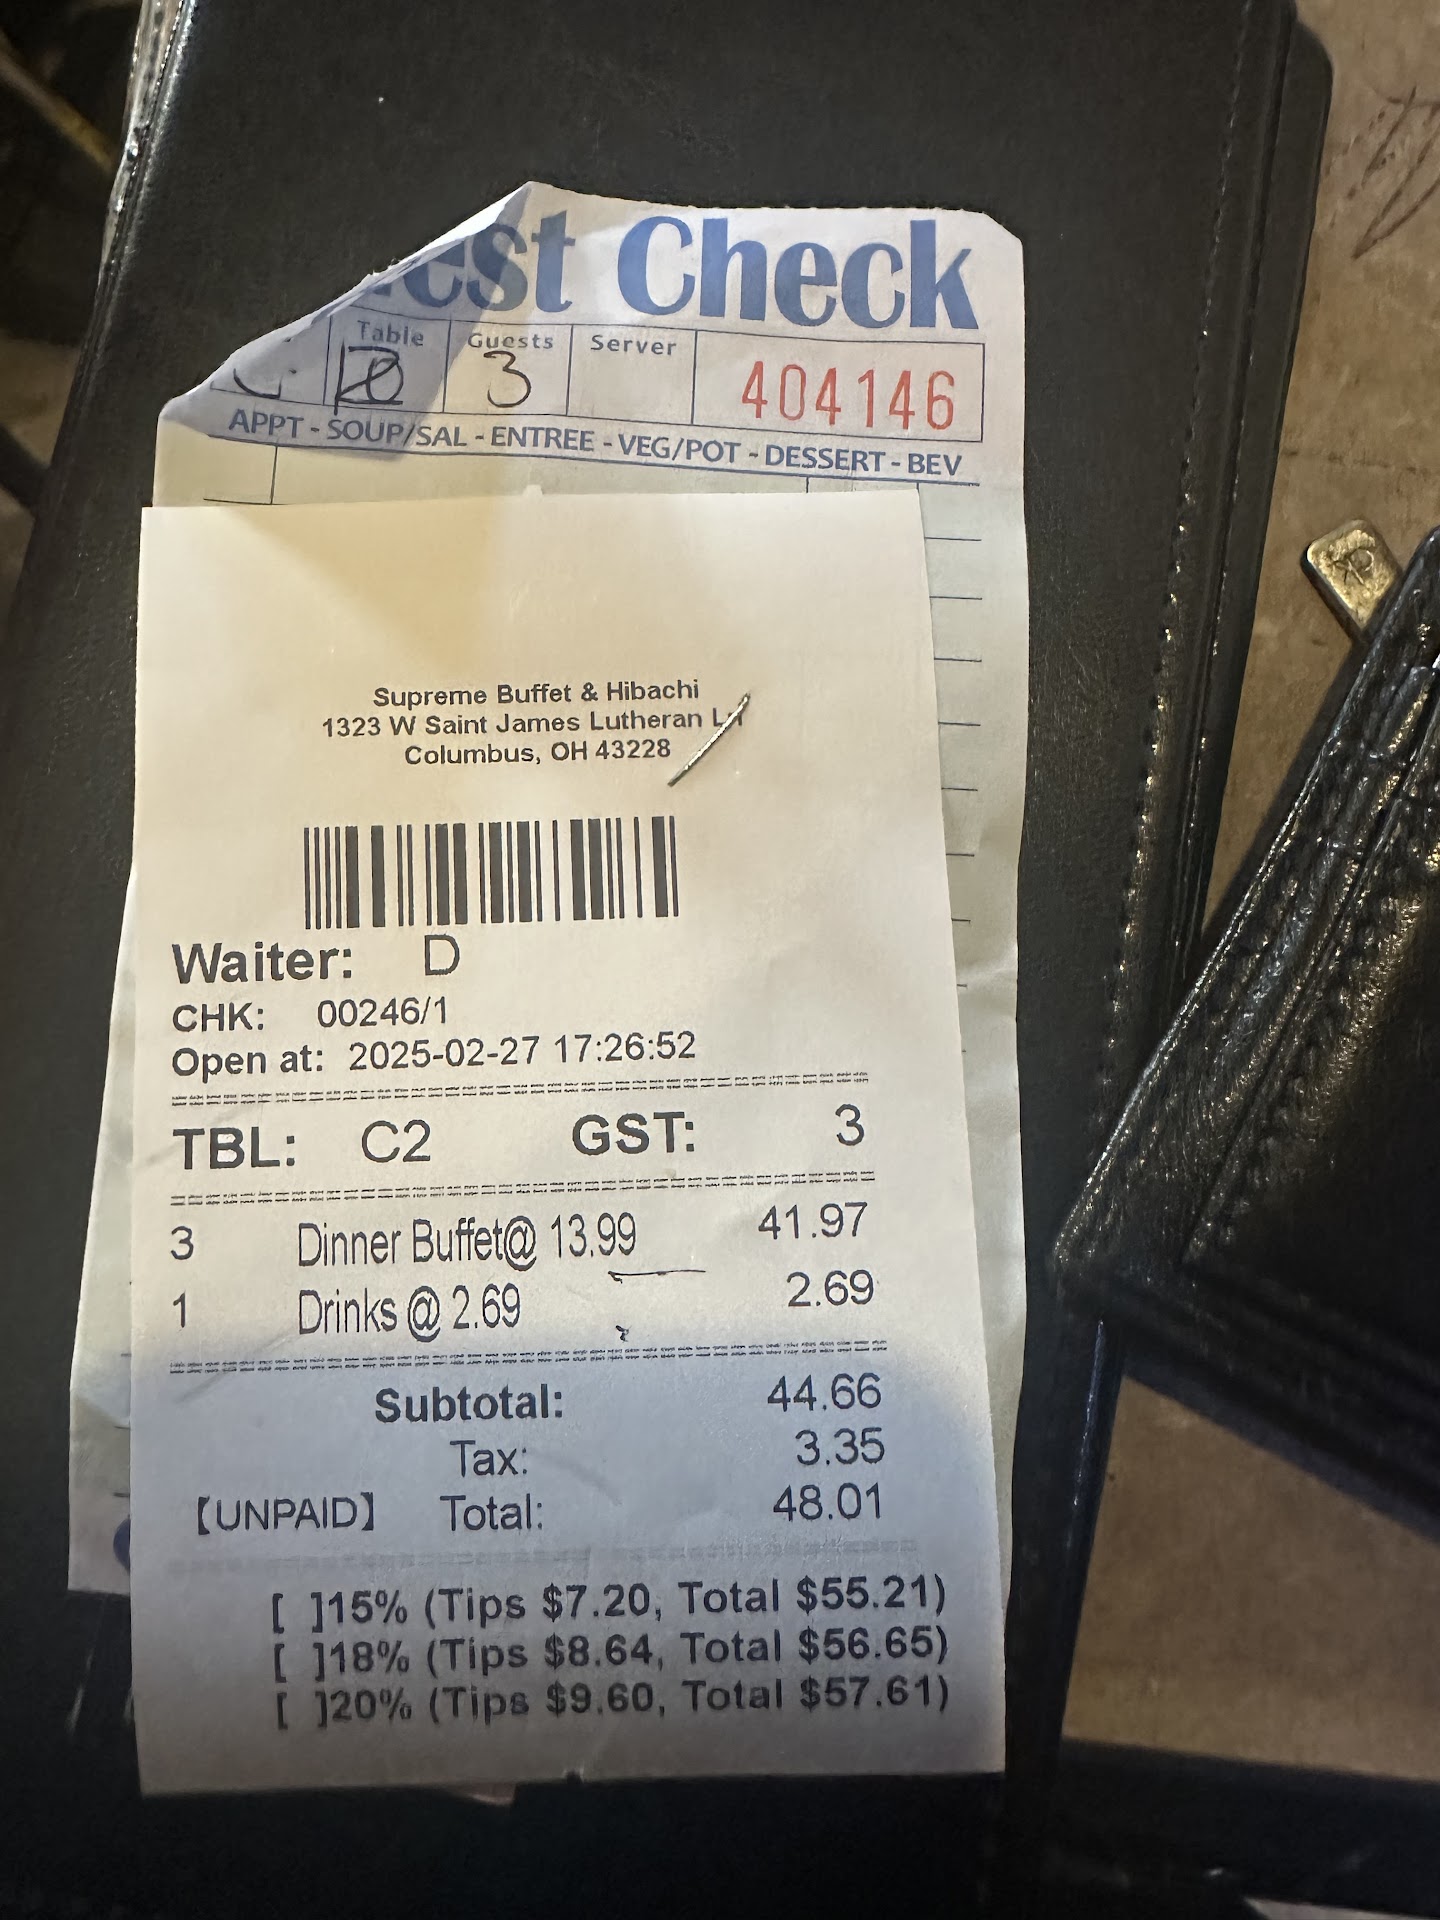 est Check
Table Guests Server
3 404146
APPT - SOUP/SAL - ENTREE - VEG/POT - DESSERT - BEV
Supreme Buffet & Hibachi
1323 W Saint James Lutheran Ln
Columbus, OH 43228
Waiter: D
CHK: 00246/1
Open at: 2025-02-27 17:26:52
TBL: C2 GST: 3
3 Dinner Buffet@ 13.99 41.97
1 Drinks @ 2.69 2.69
Subtotal: 44.66
Tax: 3.35
【UNPAID】 Total: 48.01
[ ]15% (Tips $7.20, Total $55.21)
[ ]18% (Tips $8.64, Total $56.65)
[ ]20% (Tips $9.60, Total $57.61)